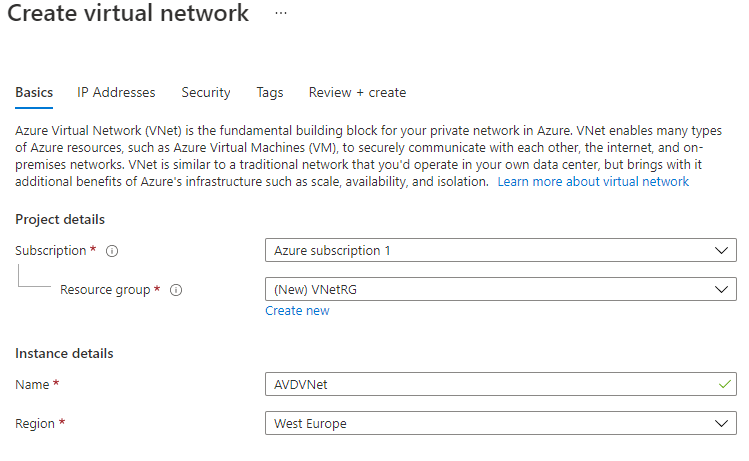 Create virtual network ...
Basics IP Addresses Security Tags Review + create
Azure Virtual Network (VNet) is the fundamental building block for your private network in Azure. VNet enables many types
of Azure resources, such as Azure Virtual Machines (VM), to securely communicate with each other, the internet, and on-
premises networks. VNet is similar to a traditional network that you'd operate in your own data center, but brings with it
additional benefits of Azure's infrastructure such as scale, availability, and isolation. Learn more about virtual network
Project details
Subscription * Azure subscription 1
Resource group * (New) VNetRG
Create new
Instance details
Name * AVDVNet
Region * West Europe